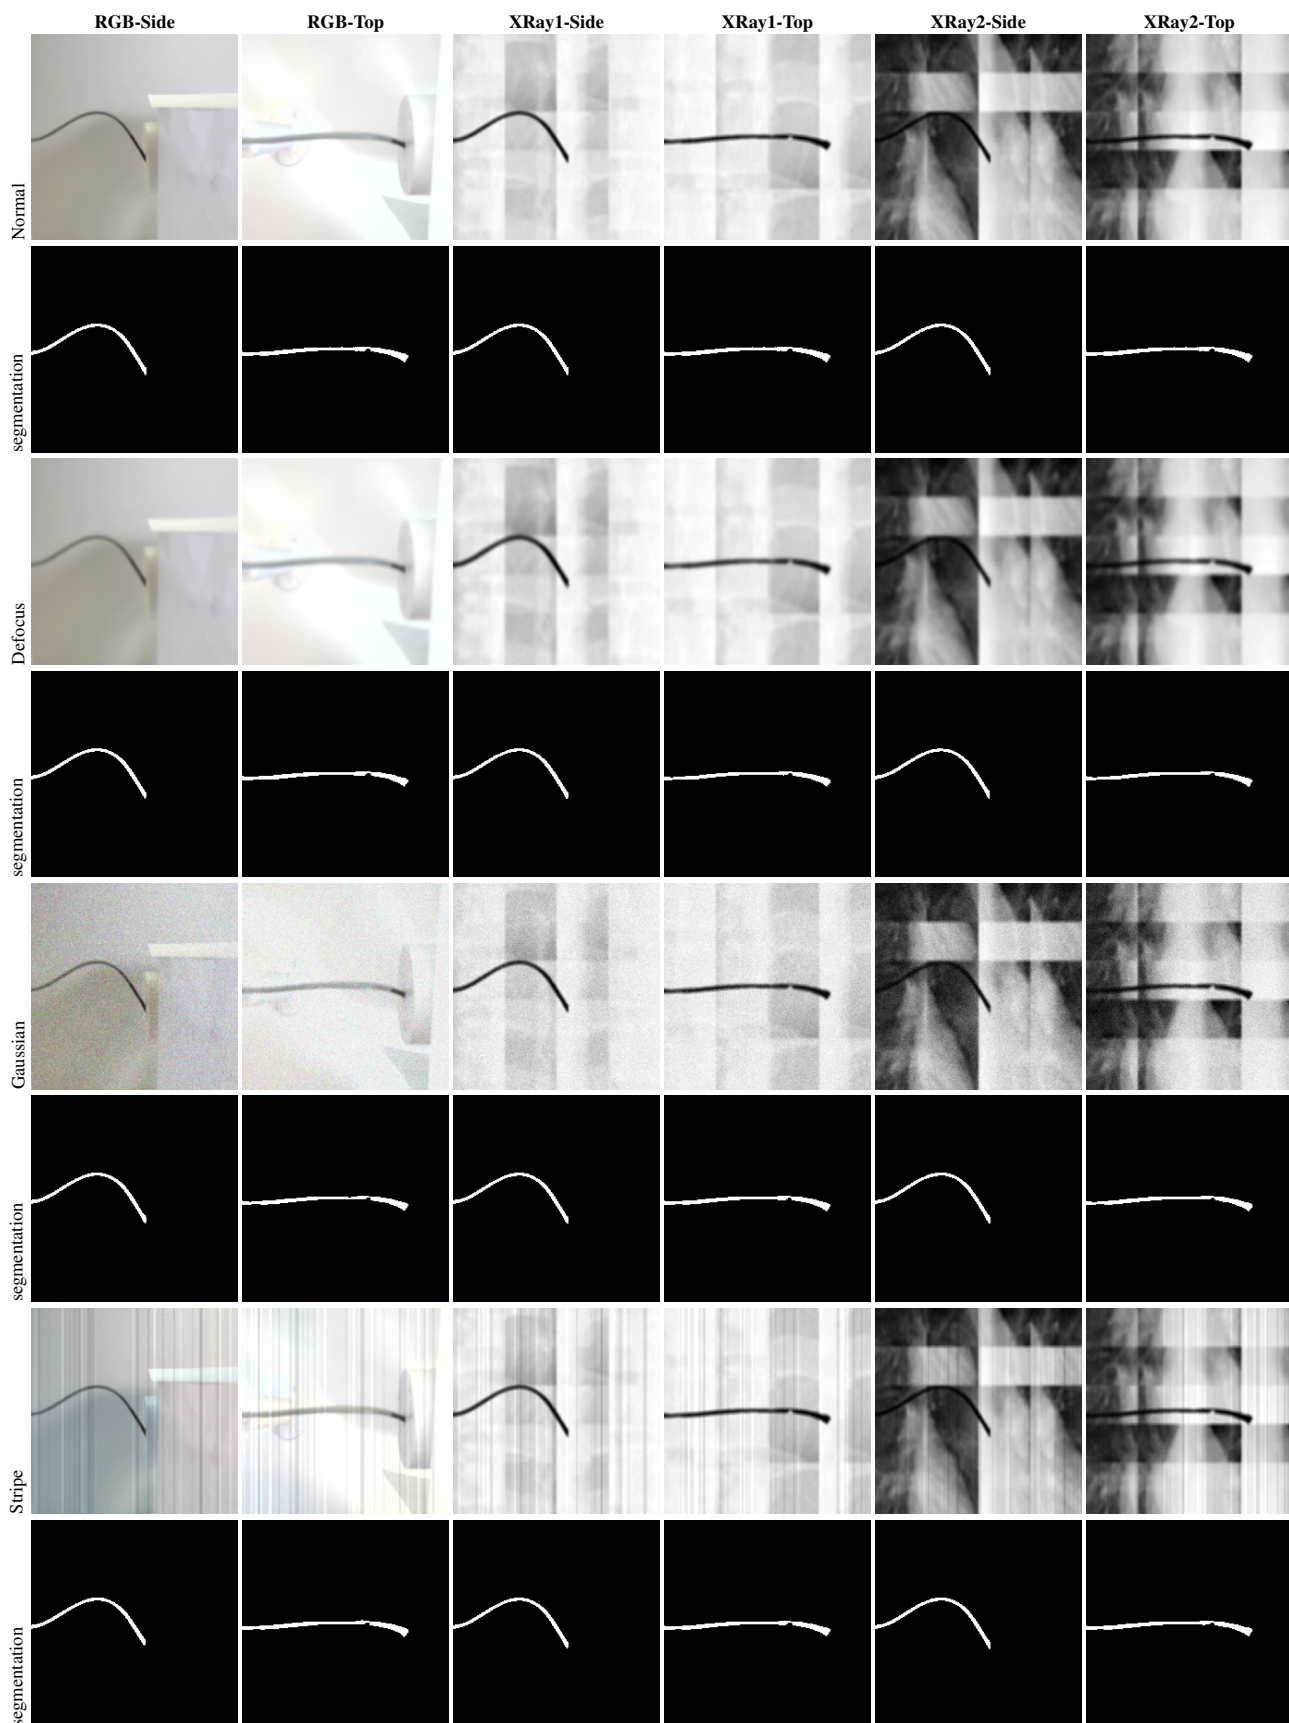 RGB-Side RGB-Top XRay1-Side XRay1-Top XRay2-Side XRay2-Top
Normal
segmentation
Defocus
segmentation
Gaussian
segmentation
Stripe
segmentation